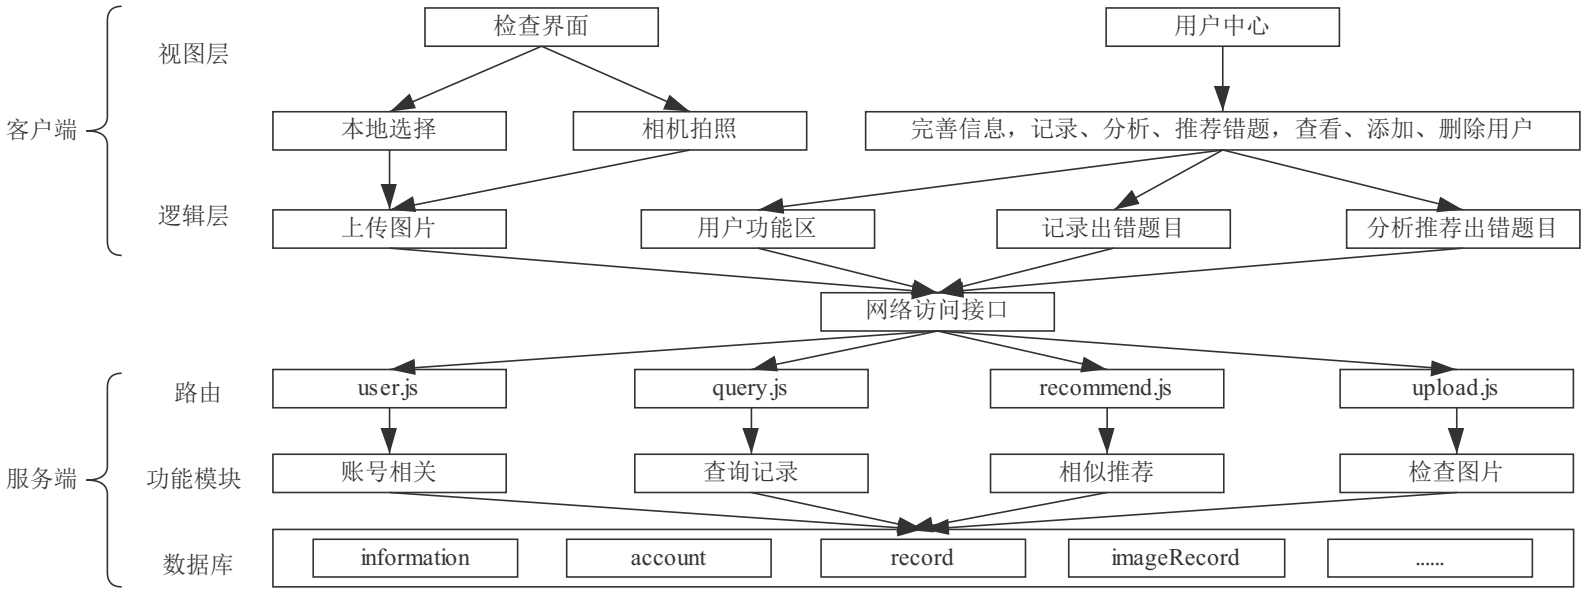 检查界面
用户中心
视图层
客户端
本地选择
相机拍照
完善信息，记录、分析、推荐错题，查看、添加、删除用户
逻辑层
上传图片
用户功能区
记录出错题目
分析推荐出错题目
网络访问接口
路由
user.js
query.js
recommend.js
upload.js
服务端
功能模块
账号相关
查询记录
相似推荐
检查图片
数据库
information
account
record
imageRecord
......